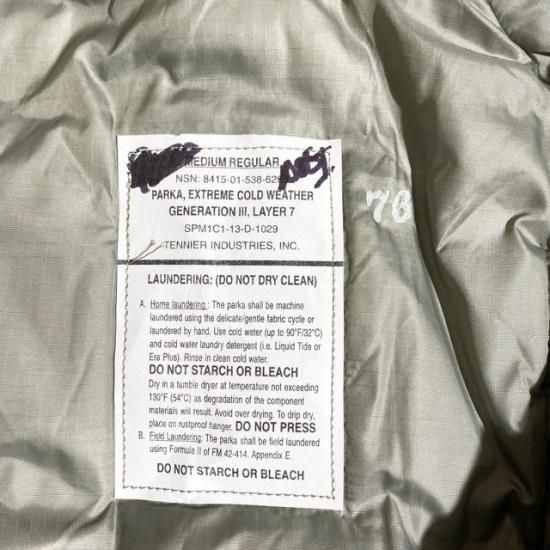 MEDIUM REGULAR
NSN: 8415-01-538-628
PARKA, EXTREME COLD WEATHER
GENERATION III, LAYER 7
SPM1C1-13-D-1029
TENNIER INDUSTRIES, INC.
76
LAUNDERING: (DO NOT DRY CLEAN)
A. Home laundering : The parka shall be machine
laundered using the delicate/gentle fabric cycle or
laundered by hand. Use cold water (up to 90°F/32°C)
and cold water laundry detergent (i.e. Liquid Tide or
Era Plus). Rinse in clean cold water.
DO NOT STARCH OR BLEACH
Dry in a tumble dryer at temperature not exceeding
130°F (54°C) as degradation of the component
materials will result. Avoid over drying. To drip dry,
place on rustproof hanger. DO NOT PRESS
B. Field Laundering: The parka shall be field laundered
using Formula II of FM 42-414. Appendix E.
DO NOT STARCH OR BLEACH